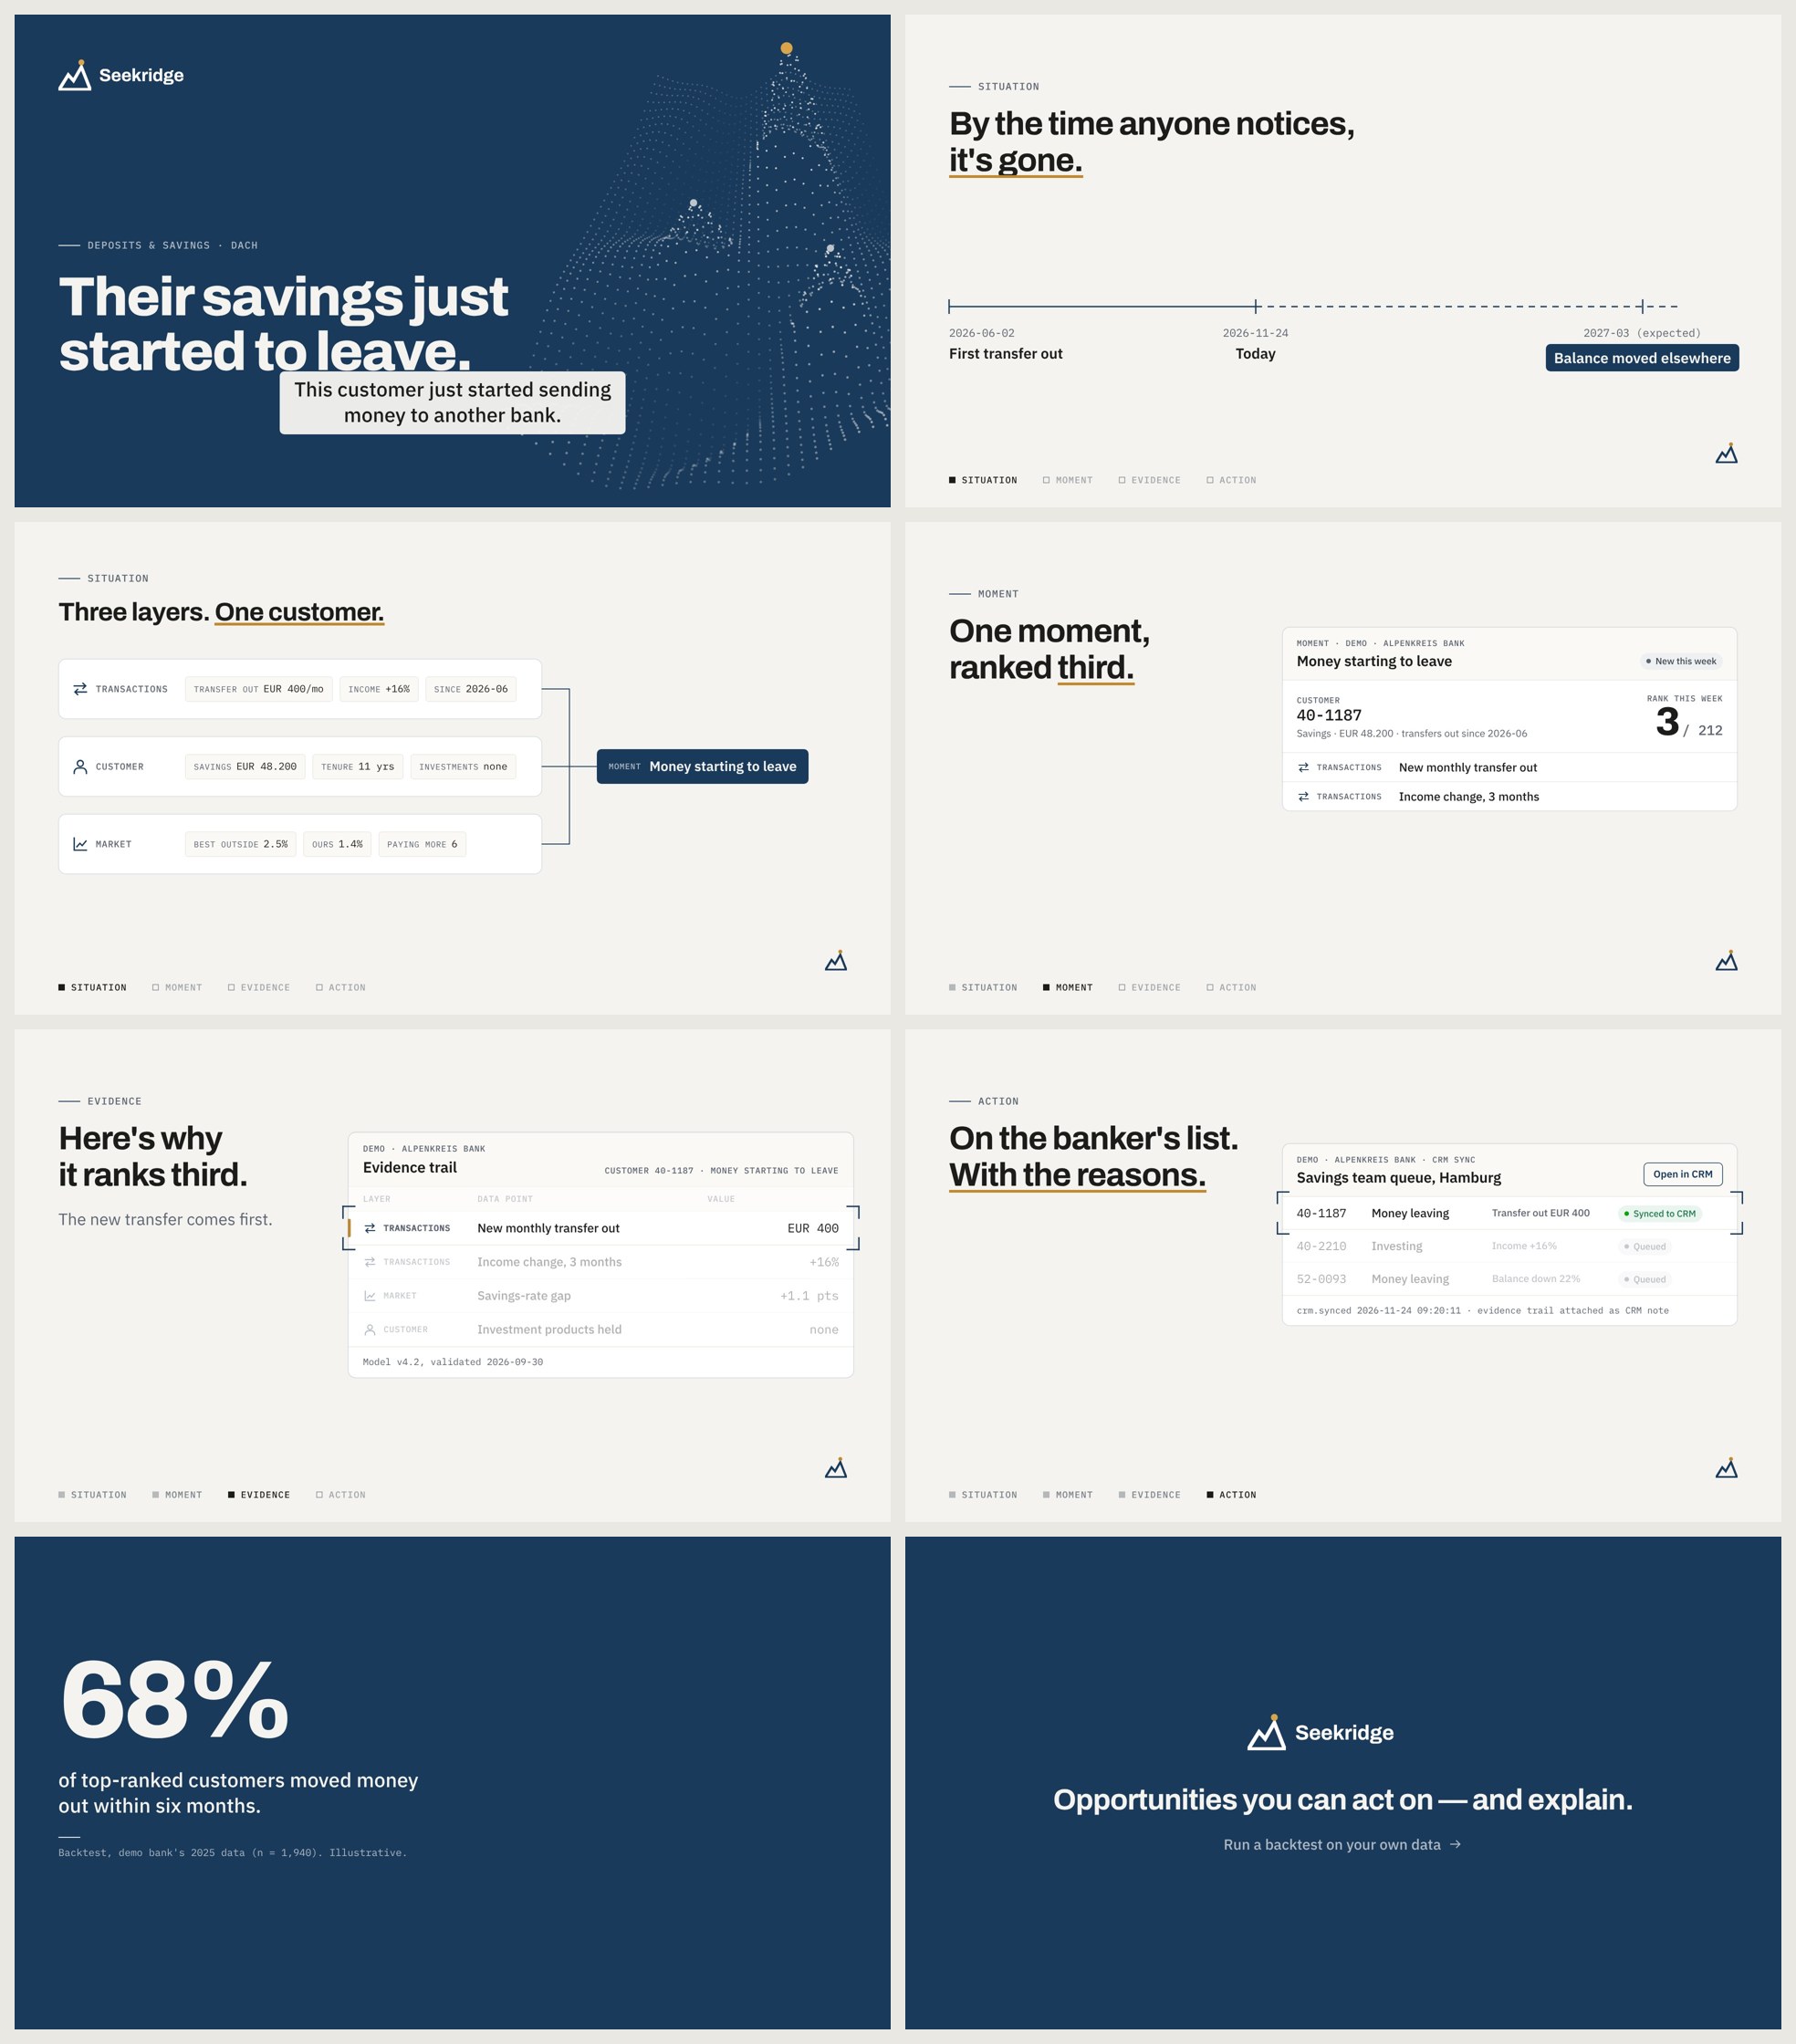 Seekridge
DEPOSITS & SAVINGS · DACH
Their savings just
started to leave.
This customer just started sending
money to another bank.
SITUATION
By the time anyone notices,
it's gone.
2026-06-02
First transfer out
2026-11-24
Today
2027-03 (expected)
Balance moved elsewhere
SITUATION MOMENT EVIDENCE ACTION
SITUATION
Three layers. One customer.
TRANSACTIONS TRANSFER OUT EUR 400/mo INCOME +16% SINCE 2026-06
CUSTOMER SAVINGS EUR 48.200 TENURE 11 yrs INVESTMENTS none
MARKET BEST OUTSIDE 2.5% OURS 1.4% PAYING MORE 6
MOMENT Money starting to leave
SITUATION MOMENT EVIDENCE ACTION
MOMENT
One moment,
ranked third.
MOMENT · DEMO · ALPENKREIS BANK
Money starting to leave
New this week
CUSTOMER
40-1187
Savings · EUR 48.200 · transfers out since 2026-06
RANK THIS WEEK
3 / 212
TRANSACTIONS New monthly transfer out
TRANSACTIONS Income change, 3 months
SITUATION MOMENT EVIDENCE ACTION
EVIDENCE
Here's why
it ranks third.
The new transfer comes first.
DEMO · ALPENKREIS BANK
Evidence trail
CUSTOMER 40-1187 · MONEY STARTING TO LEAVE
LAYER DATA POINT VALUE
TRANSACTIONS New monthly transfer out EUR 400
TRANSACTIONS Income change, 3 months +16%
MARKET Savings-rate gap +1.1 pts
CUSTOMER Investment products held none
Model v4.2, validated 2026-09-30
SITUATION MOMENT EVIDENCE ACTION
ACTION
On the banker's list.
With the reasons.
DEMO · ALPENKREIS BANK · CRM SYNC
Savings team queue, Hamburg
Open in CRM
40-1187 Money leaving Transfer out EUR 400 Synced to CRM
40-2210 Investing Income +16% Queued
52-0093 Money leaving Balance down 22% Queued
crm.synced 2026-11-24 09:20:11 · evidence trail attached as CRM note
SITUATION MOMENT EVIDENCE ACTION
68%
of top-ranked customers moved money
out within six months.
Backtest, demo bank's 2025 data (n = 1,940). Illustrative.
Seekridge
Opportunities you can act on — and explain.
Run a backtest on your own data →